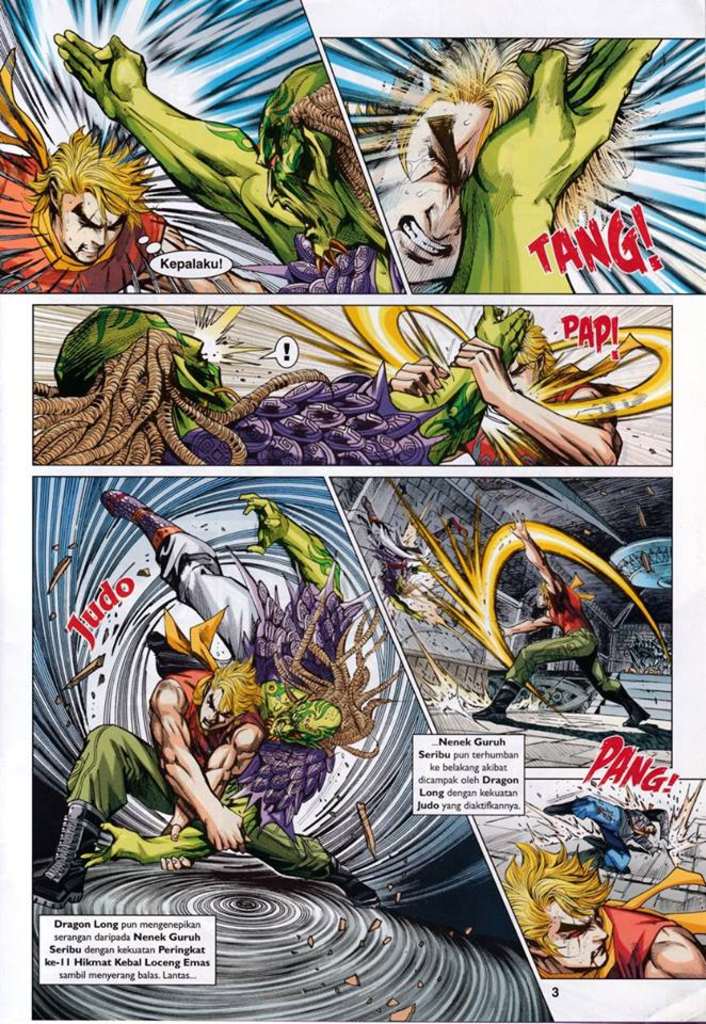 Kepalaku!
TANG!
!
PAP!
Judo
...Nenek Guruh
Seribu pun terhumban
ke belakang akibat
dicampak oleh Dragon
Long dengan kekuatan
Judo yang diaktifkannya.
PANG!
Dragon Long pun mengenepikan
serangan daripada Nenek Guruh
Seribu dengan kekuatan Peringkat
ke-11 Hikmat Kebal Loceng Emas
sambil menyerang balas. Lantas...
3